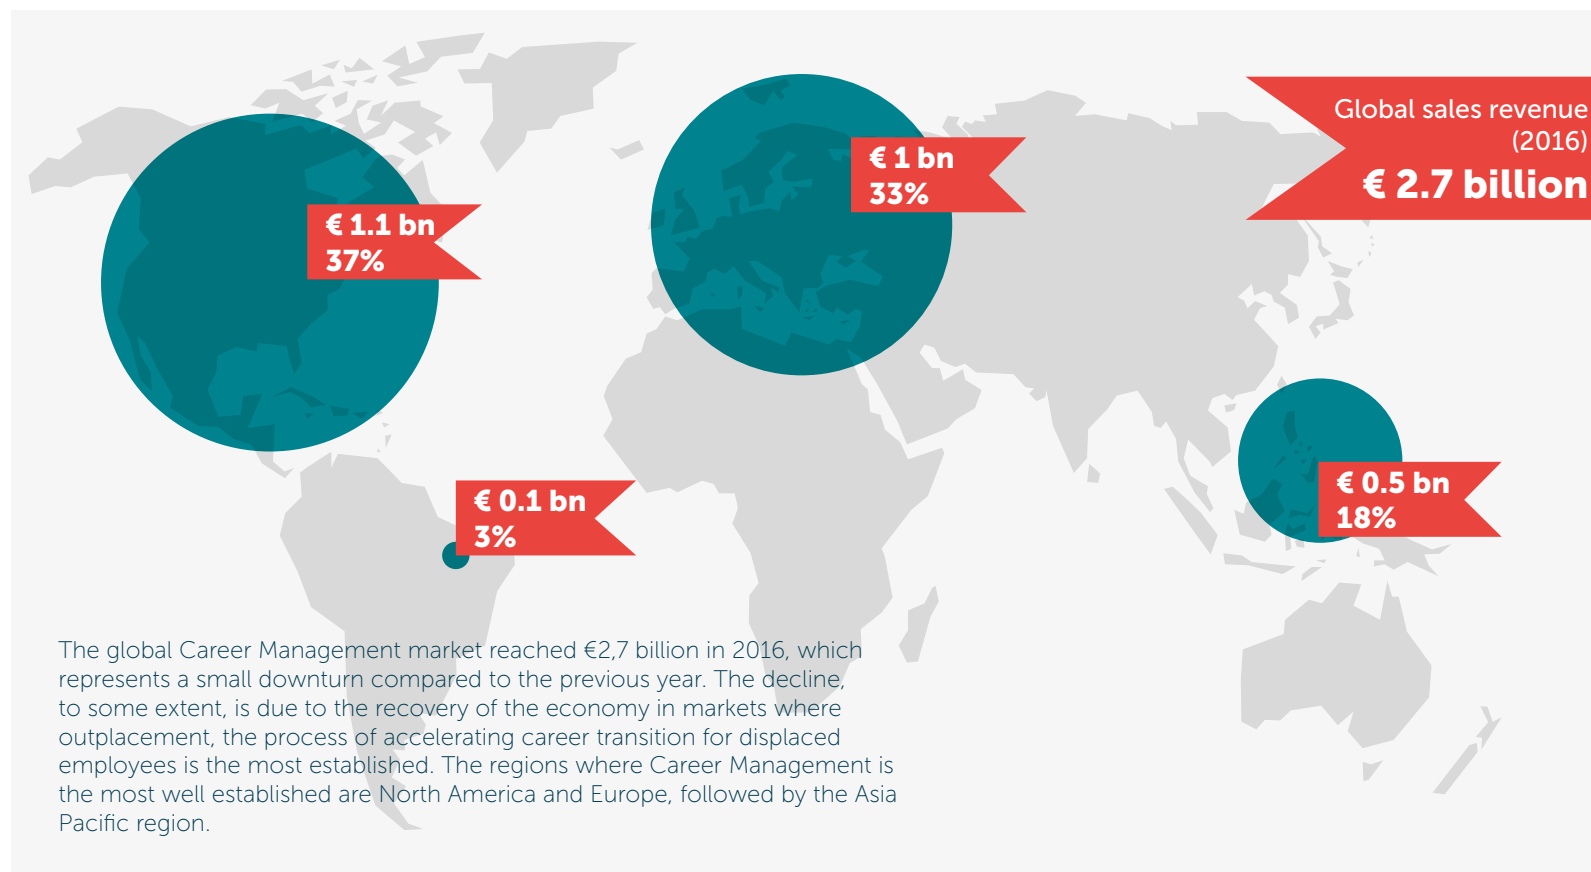 Global sales revenue
(2016)
€ 2.7 billion
€ 1 bn
33%
€ 1.1 bn
37%
€ 0.5 bn
18%
€ 0.1 bn
3%
The global Career Management market reached €2,7 billion in 2016, which
represents a small downturn compared to the previous year. The decline,
to some extent, is due to the recovery of the economy in markets where
outplacement, the process of accelerating career transition for displaced
employees is the most established. The regions where Career Management is
the most well established are North America and Europe, followed by the Asia
Pacific region.